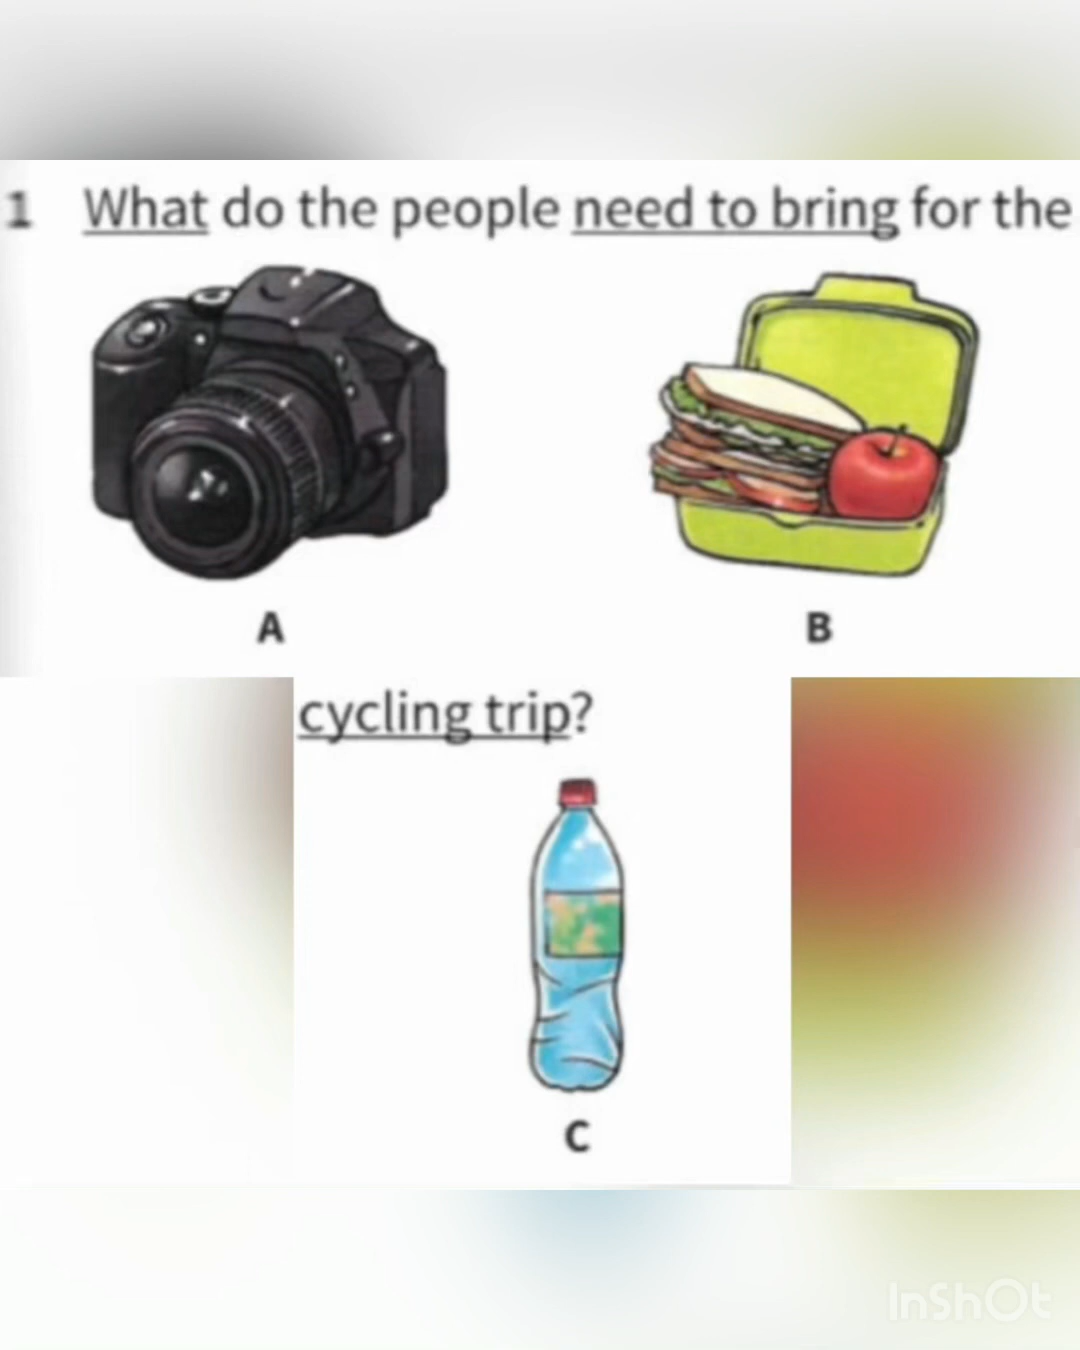 1 What do the people need to bring for the
A B
cycling trip?
C
InShOt